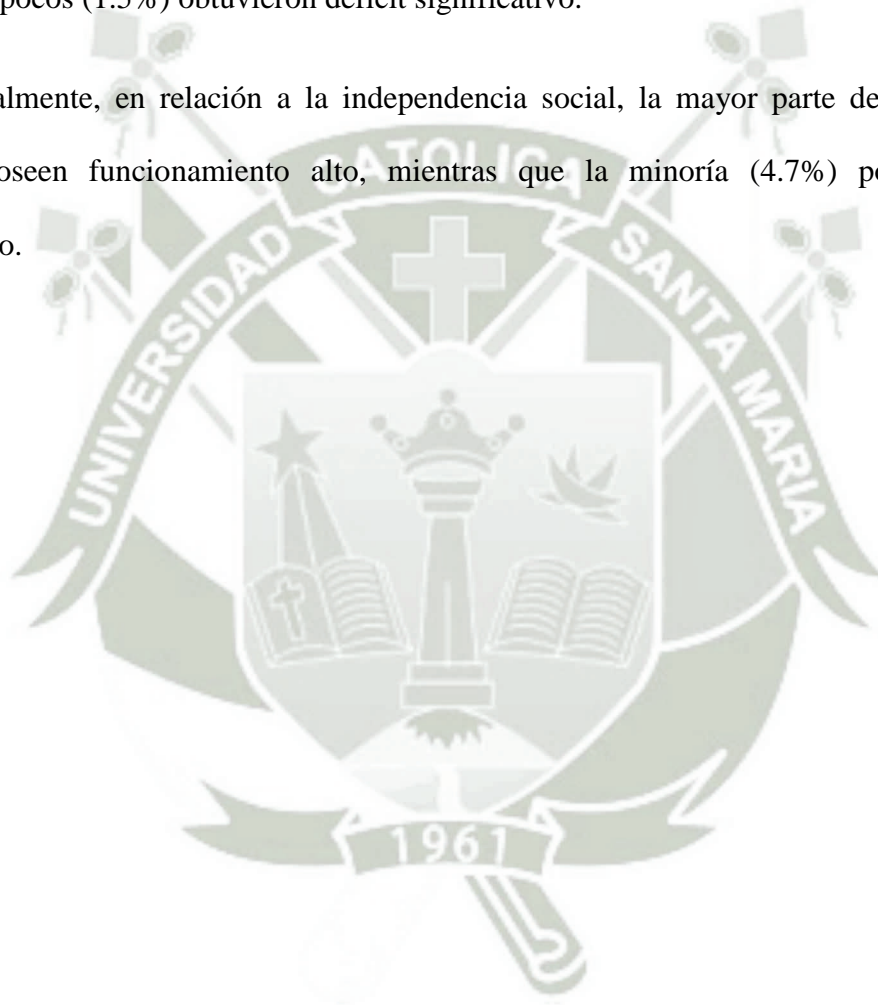 pocos (1.5%) obtuvieron déficit significativo.
almente, en relación a la independencia social, la mayor parte de
oseen funcionamiento alto, mientras que la minoría (4.7%) po
o.
CATOLICA
UNIVERSIDAD
SANTA MARIA
1961